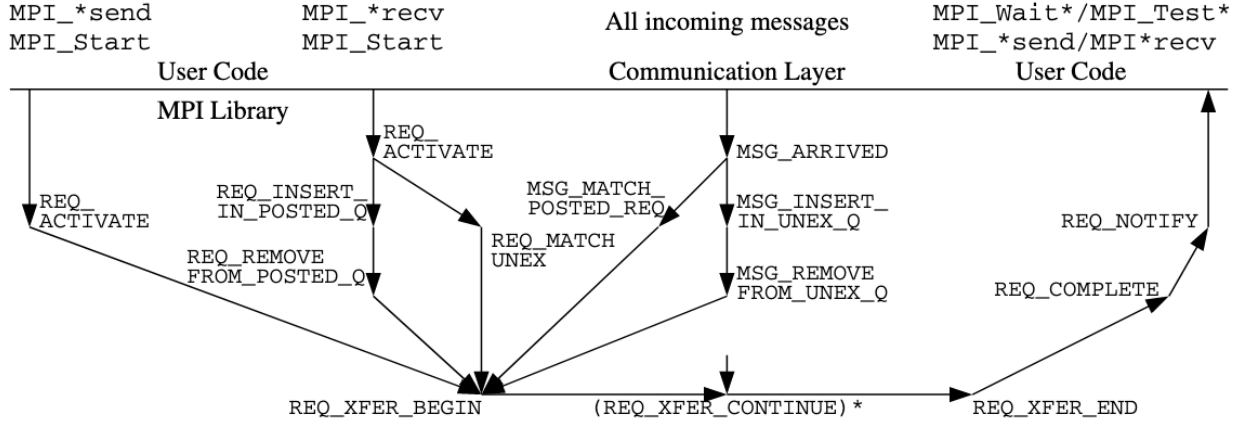 MPI_*send
MPI_Start
MPI_*recv
MPI_Start
All incoming messages
MPI_Wait*/MPI_Test*
MPI_*send/MPI*recv
User Code
Communication Layer
User Code
MPI Library
REQ_
ACTIVATE
REQ_
ACTIVATE
REQ_INSERT_
IN_POSTED_Q
REQ_REMOVE
FROM_POSTED_Q
REQ_MATCH
UNEX
MSG_ARRIVED
MSG_MATCH_
POSTED_REQ
MSG_INSERT_
IN_UNEX_Q
MSG_REMOVE
FROM_UNEX_Q
REQ_NOTIFY
REQ_COMPLETE
REQ_XFER_BEGIN
(REQ_XFER_CONTINUE)*
REQ_XFER_END